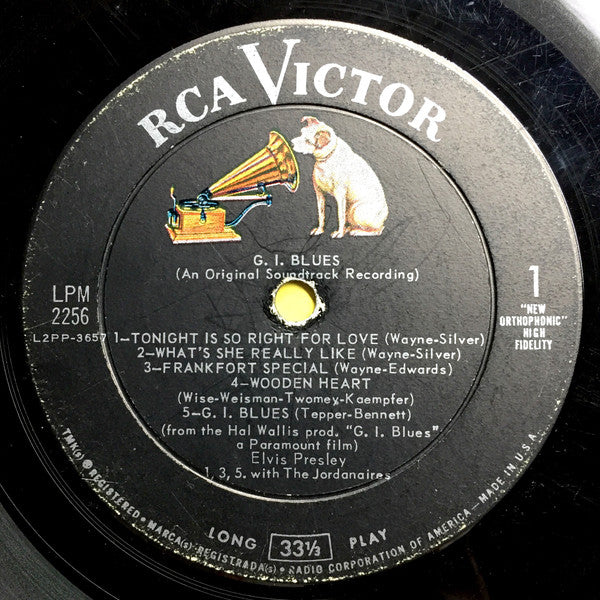 RCA VICTOR
G. I. BLUES
(An Original Soundtrack Recording)
LPM
2256
L2PP-3657
1
"NEW
ORTHOPHONIC"
HIGH
FIDELITY
1—TONIGHT IS SO RIGHT FOR LOVE (Wayne-Silver)
2—WHAT'S SHE REALLY LIKE (Wayne-Silver)
3—FRANKFORT SPECIAL (Wayne-Edwards)
4—WOODEN HEART
(Wise-Weisman-Twomey-Kaempfer)
5—G. I. BLUES (Tepper-Bennett)
(from the Hal Wallis prod. "G. I. Blues"
a Paramount film)
Elvis Presley
1, 3, 5. with The Jordanaires
LONG 33⅓ PLAY
TMK(s) ® REGISTERED • MARCA(s) REGISTRADA(s) • RADIO CORPORATION OF AMERICA — MADE IN U.S.A.